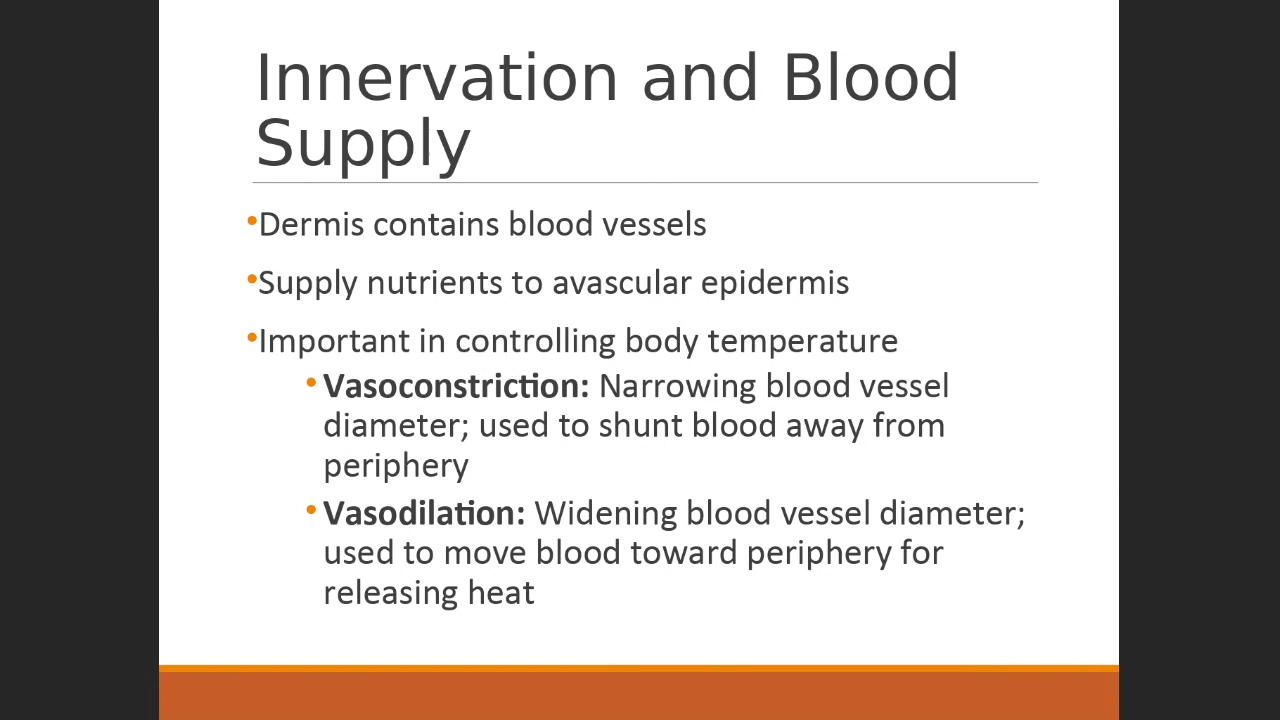 Innervation and Blood
Supply
•Dermis contains blood vessels
•Supply nutrients to avascular epidermis
•Important in controlling body temperature
• Vasoconstriction: Narrowing blood vessel
diameter; used to shunt blood away from
periphery
• Vasodilation: Widening blood vessel diameter;
used to move blood toward periphery for
releasing heat